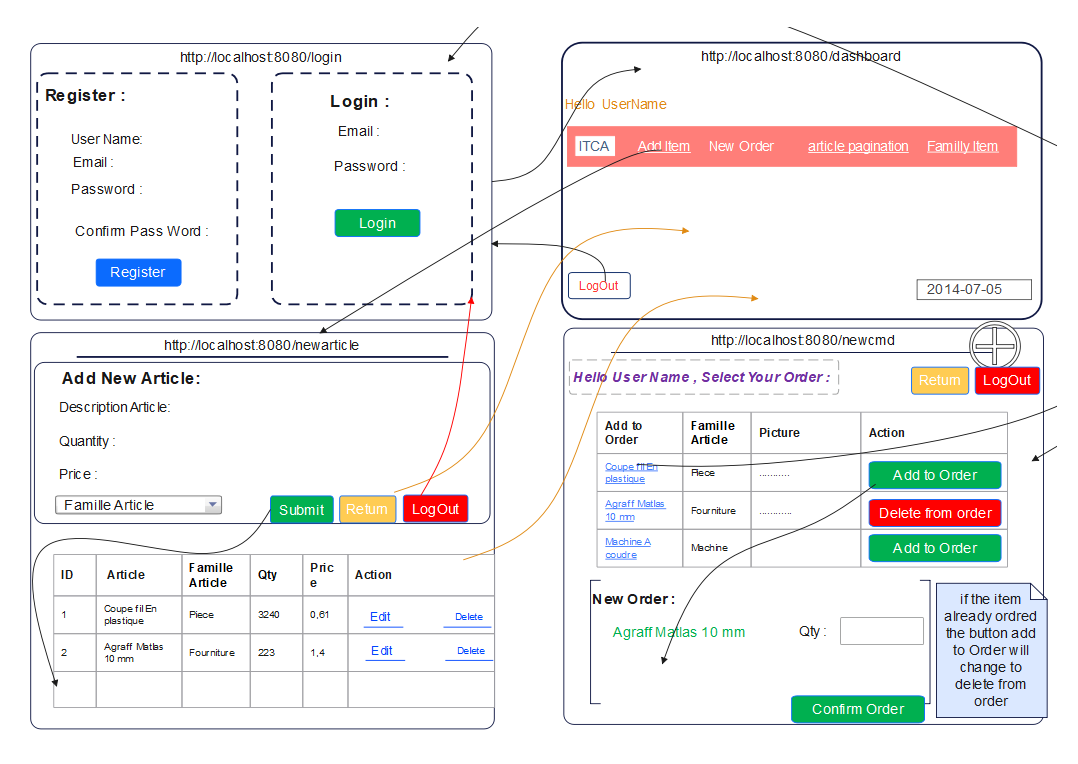 http://localhost:8080/login
Register :
User Name:
Email :
Password :
Confirm Pass Word :
Register
Login :
Email :
Password :
Login
http://localhost:8080/dashboard
Hello UserName
ITCA Add Item New Order article pagination Familly Item
LogOut
2014-07-05
http://localhost:8080/newarticle
Add New Article:
Description Article:
Quantity :
Price :
Famille Article
Submit Return LogOut
ID Article Famille Article Qty Price Action
1 Coupe fil En plastique Piece 3240 0,61 Edit Delete
2 Agraff Matlas 10 mm Fourniture 223 1,4 Edit Delete
http://localhost:8080/newcmd
Hello User Name , Select Your Order :
Return LogOut
Add to Order Famille Article Picture Action
Coupe fil En plastique Piece ............ Add to Order
Agraff Matlas 10 mm Fourniture ............ Delete from order
Machine A coudre Machine Add to Order
New Order :
Agraff Matlas 10 mm Qty :
Confirm Order
if the item
already ordred
the button add
to Order will
change to
delete from
order